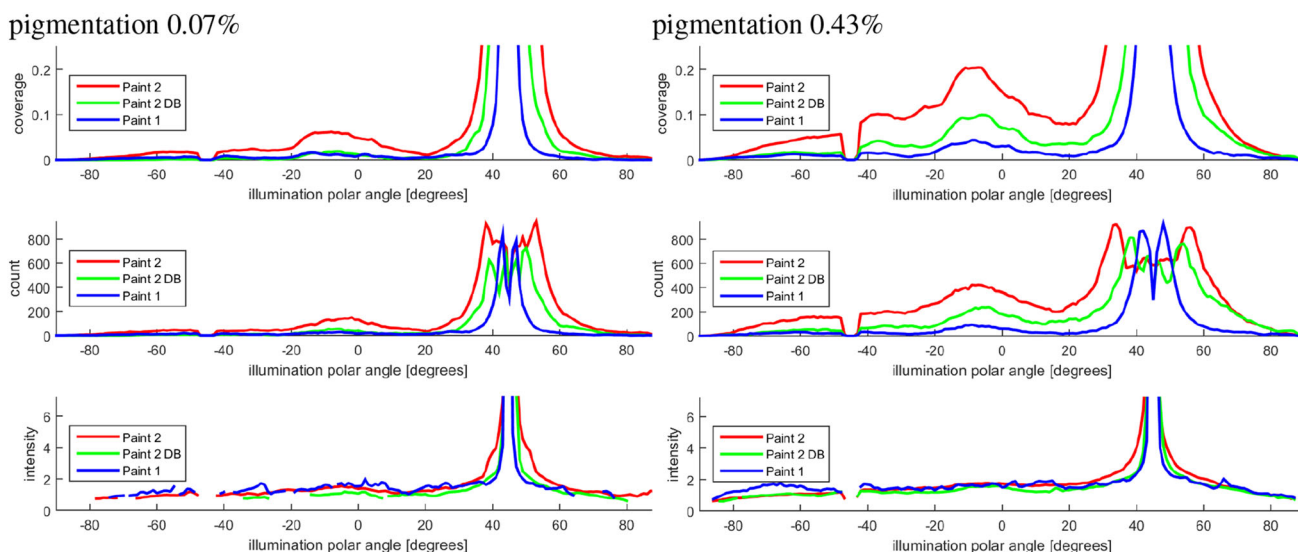 pigmentation 0.07%
pigmentation 0.43%
0.2
0.1
0
coverage
Paint 2
Paint 2 DB
Paint 1
-80 -60 -40 -20 0 20 40 60 80
illumination polar angle [degrees]
0.2
0.1
0
coverage
Paint 2
Paint 2 DB
Paint 1
-80 -60 -40 -20 0 20 40 60 80
illumination polar angle [degrees]
800
600
400
200
0
count
Paint 2
Paint 2 DB
Paint 1
-80 -60 -40 -20 0 20 40 60 80
illumination polar angle [degrees]
800
600
400
200
0
count
Paint 2
Paint 2 DB
Paint 1
-80 -60 -40 -20 0 20 40 60 80
illumination polar angle [degrees]
6
4
2
0
intensity
Paint 2
Paint 2 DB
Paint 1
-80 -60 -40 -20 0 20 40 60 80
illumination polar angle [degrees]
6
4
2
0
intensity
Paint 2
Paint 2 DB
Paint 1
-80 -60 -40 -20 0 20 40 60 80
illumination polar angle [degrees]